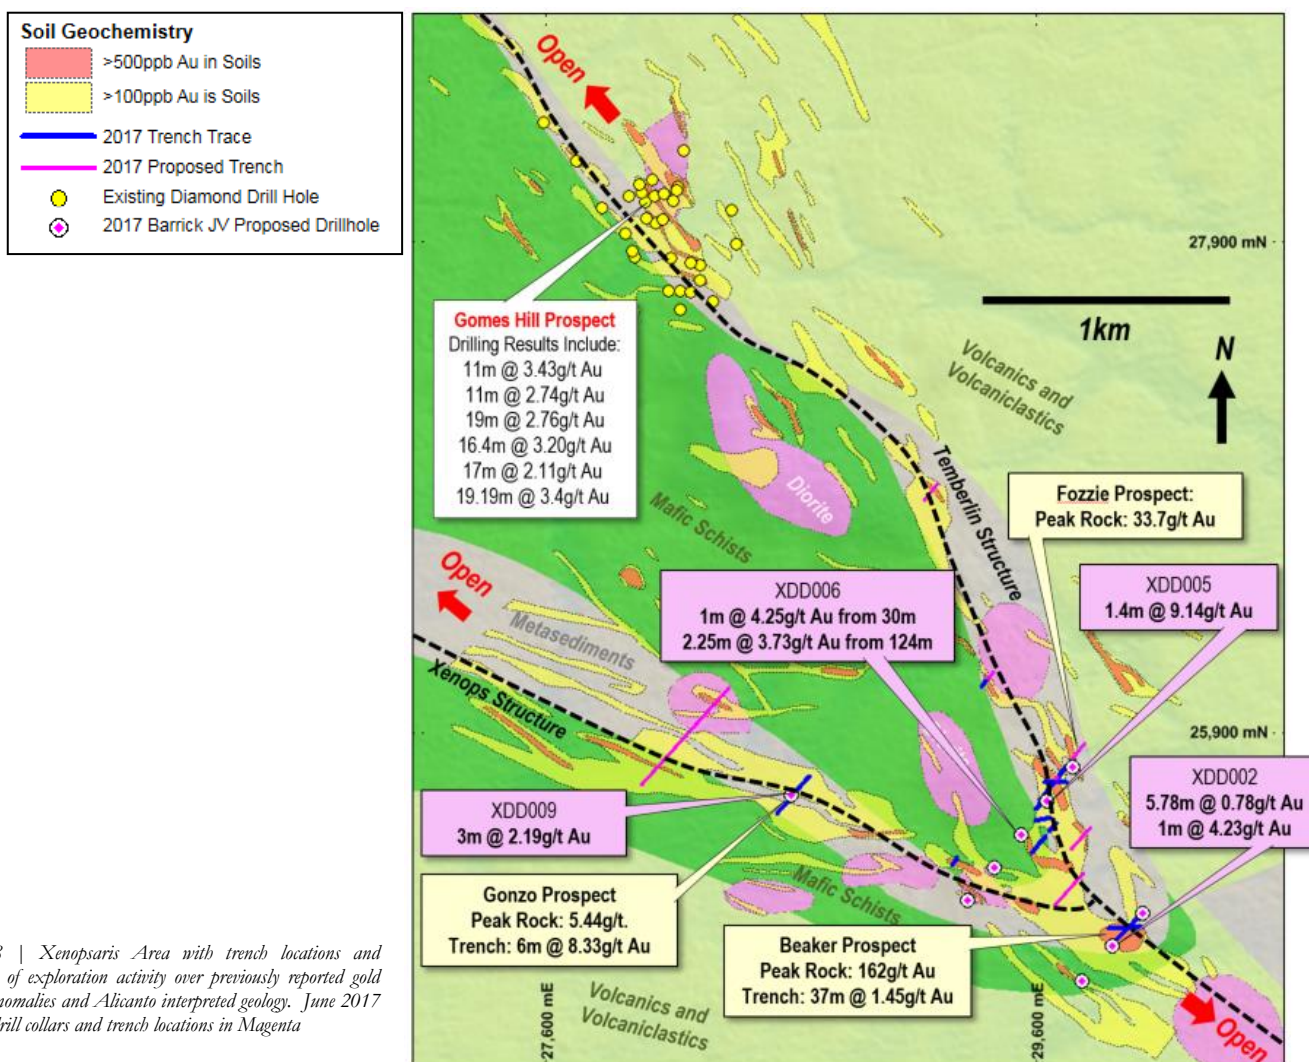 Soil Geochemistry
>500ppb Au in Soils
>100ppb Au is Soils
2017 Trench Trace
2017 Proposed Trench
Existing Diamond Drill Hole
2017 Barrick JV Proposed Drillhole
Open
27,900 mN
1km
N
Gomes Hill Prospect
Drilling Results Include:
11m @ 3.43g/t Au
11m @ 2.74g/t Au
19m @ 2.76g/t Au
16.4m @ 3.20g/t Au
17m @ 2.11g/t Au
19.19m @ 3.4g/t Au
Volcanics and
Volcaniclastics
Diorite
Mafic Schists
Temberlin Structure
Fozzie Prospect:
Peak Rock: 33.7g/t Au
Open
Metasediments
Xenops Structure
XDD006
1m @ 4.25g/t Au from 30m
2.25m @ 3.73g/t Au from 124m
XDD005
1.4m @ 9.14g/t Au
25,900 mN
XDD002
5.78m @ 0.78g/t Au
1m @ 4.23g/t Au
XDD009
3m @ 2.19g/t Au
Gonzo Prospect
Peak Rock: 5.44g/t.
Trench: 6m @ 8.33g/t Au
Mafic Schists
Beaker Prospect
Peak Rock: 162g/t Au
Trench: 37m @ 1.45g/t Au
Volcanics and
Volcaniclastics
27,600 mE
29,600 mE
Open
| Xenopsaris Area with trench locations and
of exploration activity over previously reported gold
nomalies and Alicanto interpreted geology. June 2017
rill collars and trench locations in Magenta